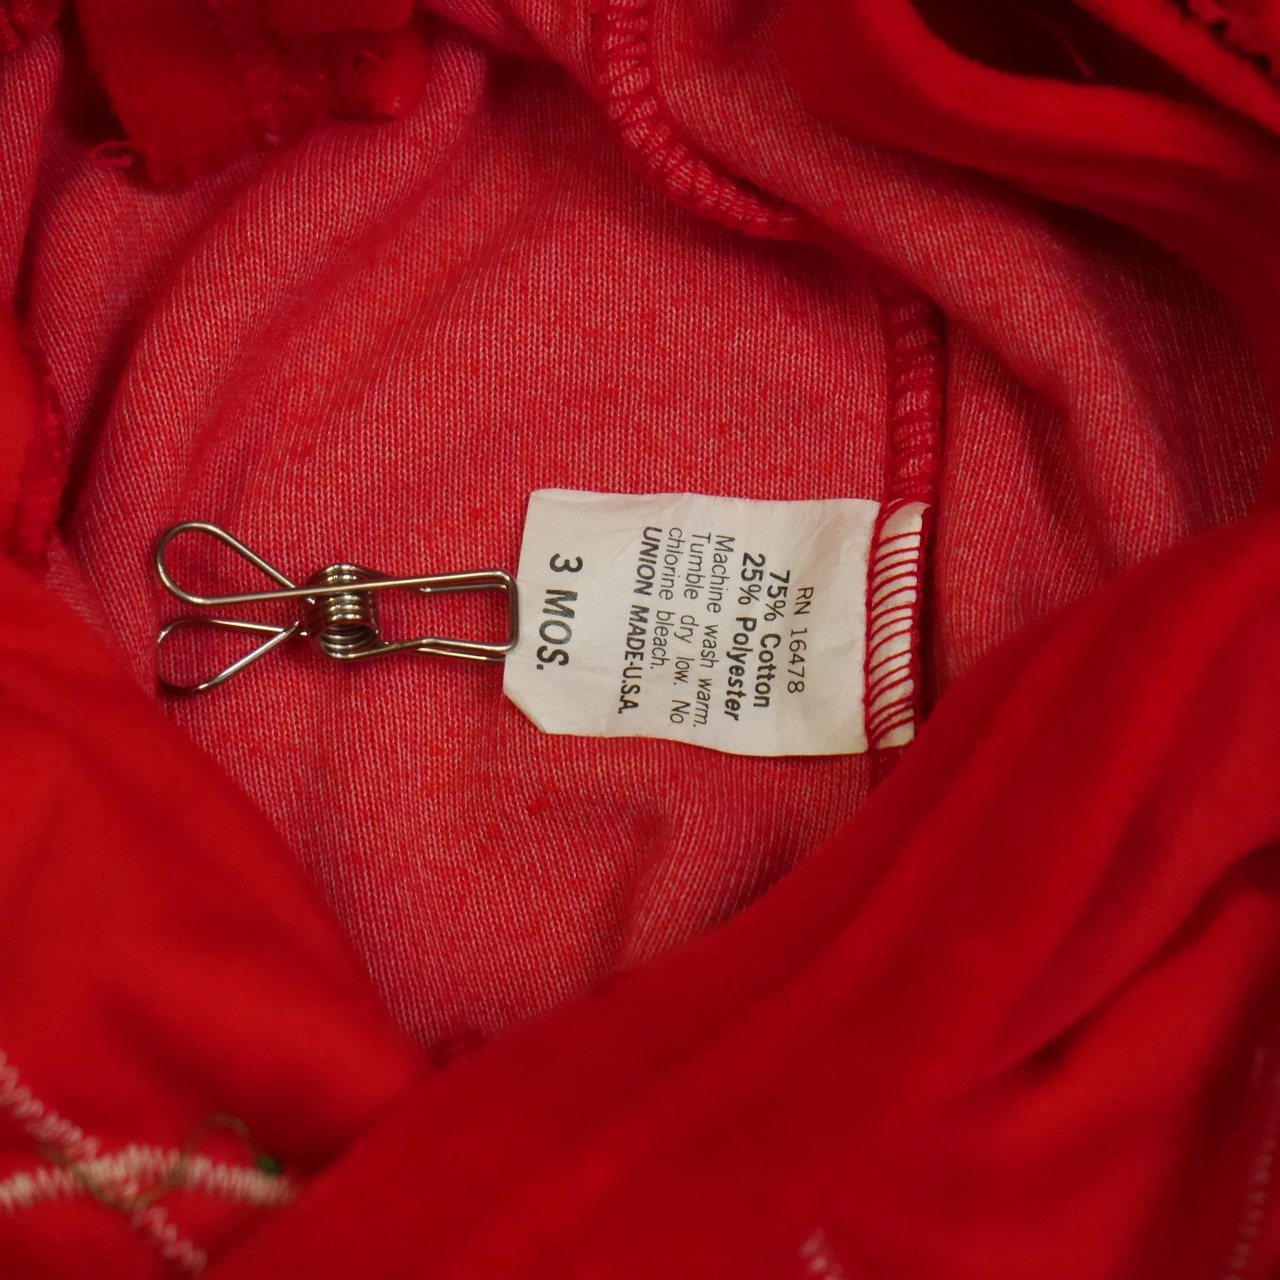 RN 16478
75% Cotton
25% Polyester
Machine wash warm.
Tumble dry low. No
chlorine bleach.
UNION MADE-U.S.A.
3 MOS.